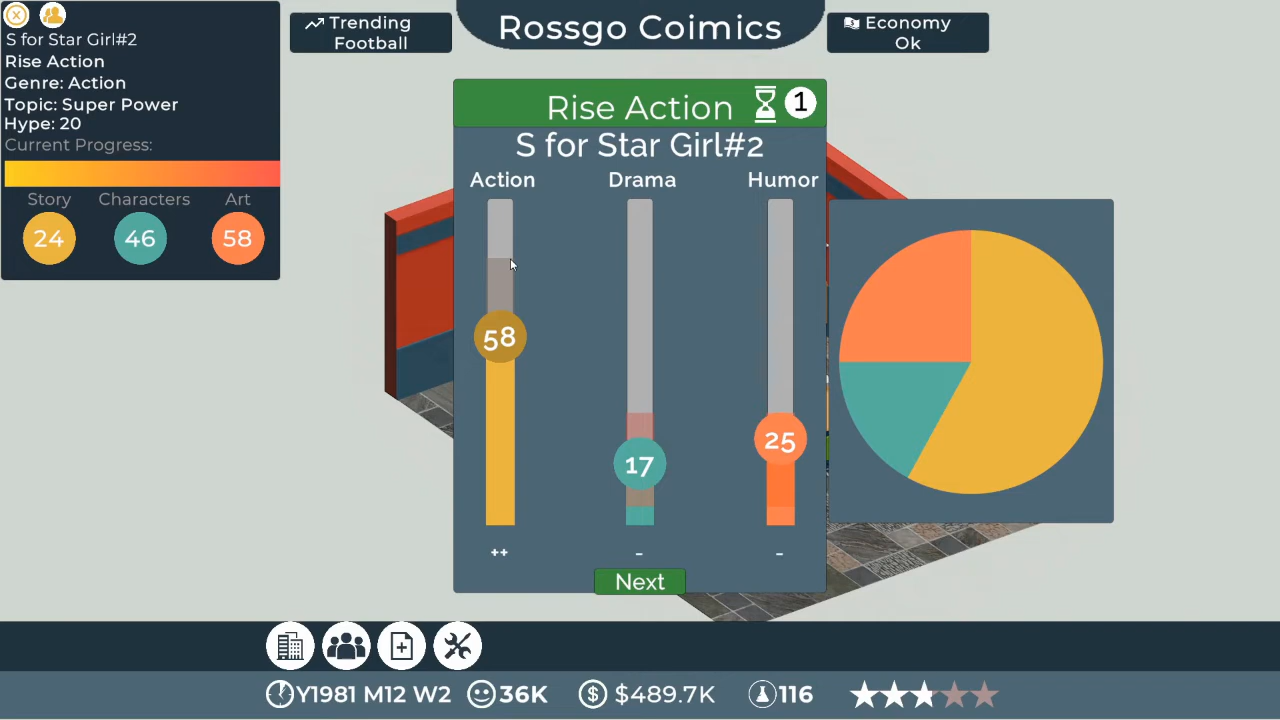 S for Star Girl#2
Rise Action
Genre: Action
Topic: Super Power
Hype: 20
Current Progress:
Story Characters Art
24 46 58
Trending
Football
Rossgo Coimics
Economy
Ok
Rise Action 1
S for Star Girl#2
Action Drama Humor
58 17 25
++ - -
Next
Y1981 M12 W2 36K $489.7K 116